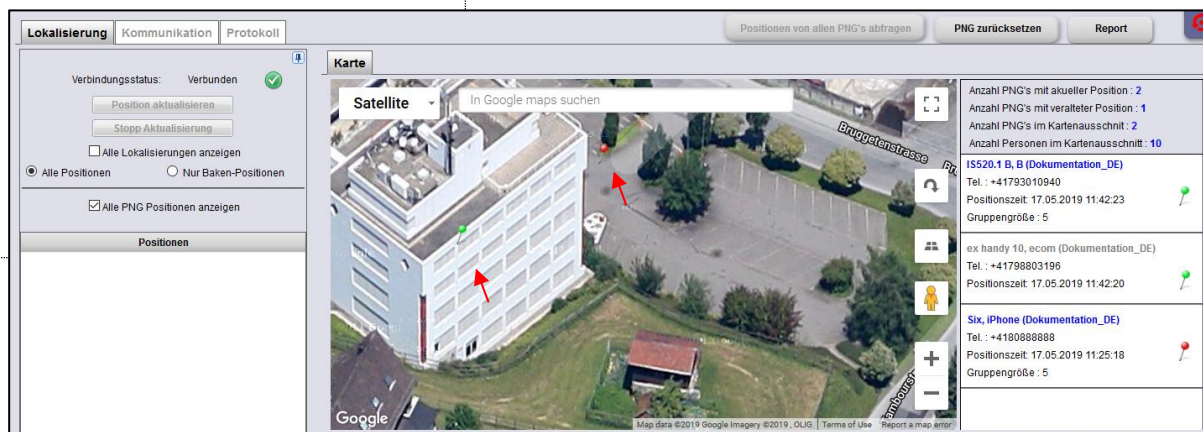 Lokalisierung Kommunikation Protokoll
Positionen von allen PNG's abfragen PNG zurücksetzen Report
Verbindungsstatus: Verbunden
Position aktualisieren
Stopp Aktualisierung
Alle Lokalisierungen anzeigen
Alle Positionen Nur Baken-Positionen
Alle PNG Positionen anzeigen
Positionen
Karte
Satellite In Google maps suchen
Bruggetenstrasse
Google
Map data ©2019 Google Imagery ©2019 , OLIG Terms of Use Report a map error
Anzahl PNG's mit akueller Position : 2
Anzahl PNG's mit veralteter Position : 1
Anzahl PNG's im Kartenausschnit : 2
Anzahl Personen im Kartenausschnitt : 10
IS520.1 B, B (Dokumentation_DE)
Tel. : +41793010940
Positionszeit: 17.05.2019 11:42:23
Gruppengröße : 5
ex handy 10, ecom (Dokumentation_DE)
Tel. : +41798803196
Positionszeit: 17.05.2019 11:42:20
Six, iPhone (Dokumentation_DE)
Tel. : +4180888888
Positionszeit: 17.05.2019 11:25:18
Gruppengröße : 5